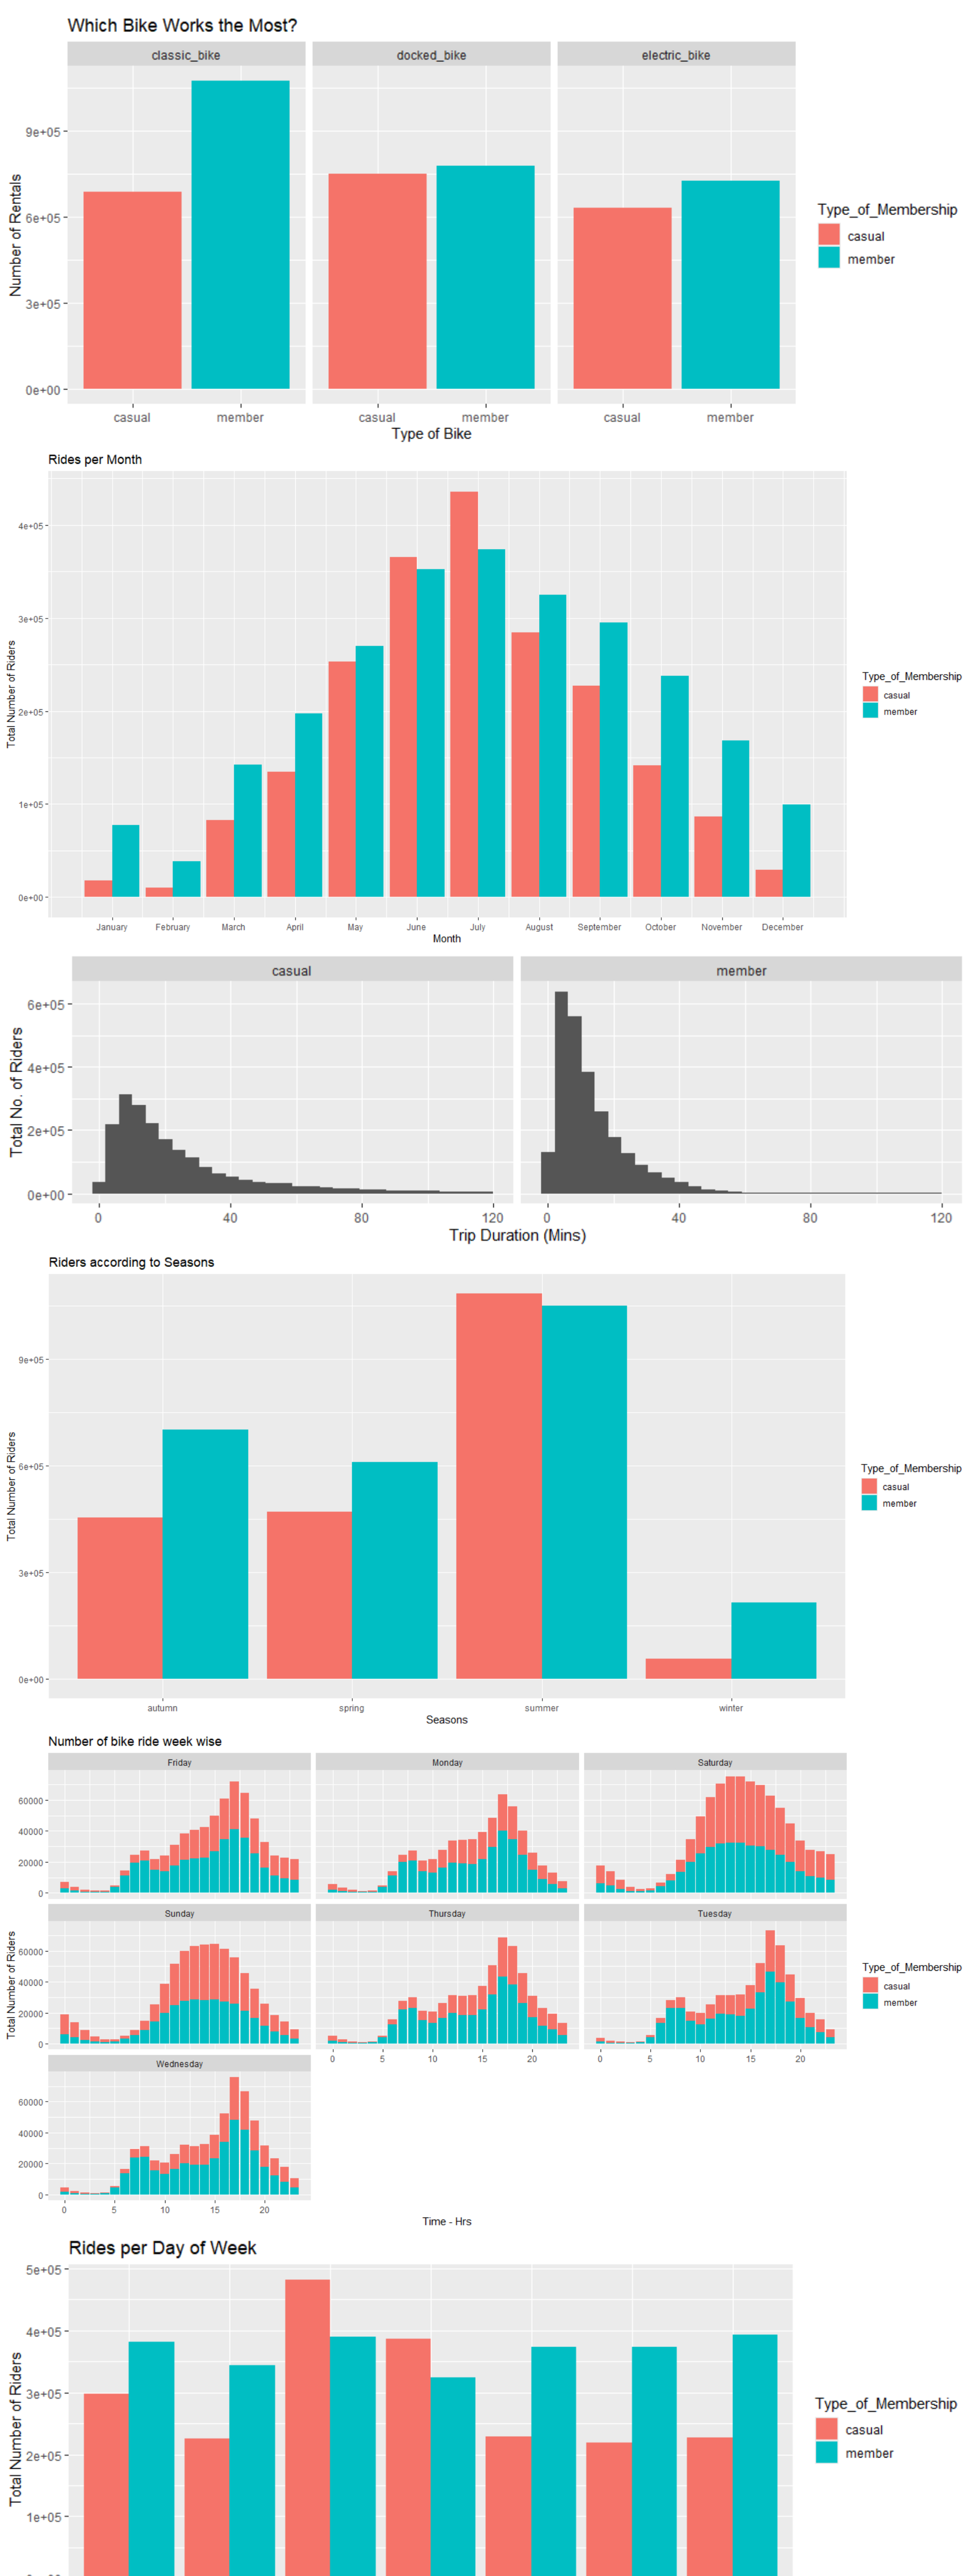 Which Bike Works the Most?
classic_bike docked_bike electric_bike
9e+05
6e+05
3e+05
0e+00
Number of Rentals
casual member casual member casual member
Type of Bike
Type_of_Membership
casual
member
Rides per Month
4e+05
3e+05
2e+05
1e+05
0e+00
Total Number of Riders
January February March April May June July August September October November December
Month
Type_of_Membership
casual
member
casual member
6e+05
4e+05
2e+05
0e+00
Total No. of Riders
0 40 80 120 0 40 80 120
Trip Duration (Mins)
Riders according to Seasons
9e+05
6e+05
3e+05
0e+00
Total Number of Riders
autumn spring summer winter
Seasons
Type_of_Membership
casual
member
Number of bike ride week wise
Friday Monday Saturday
60000
40000
20000
0
Sunday Thursday Tuesday
60000
40000
20000
0
Total Number of Riders
0 5 10 15 20 0 5 10 15 20
Wednesday
60000
40000
20000
0
0 5 10 15 20
Time - Hrs
Type_of_Membership
casual
member
Rides per Day of Week
5e+05
4e+05
3e+05
2e+05
1e+05
Total Number of Riders
Type_of_Membership
casual
member